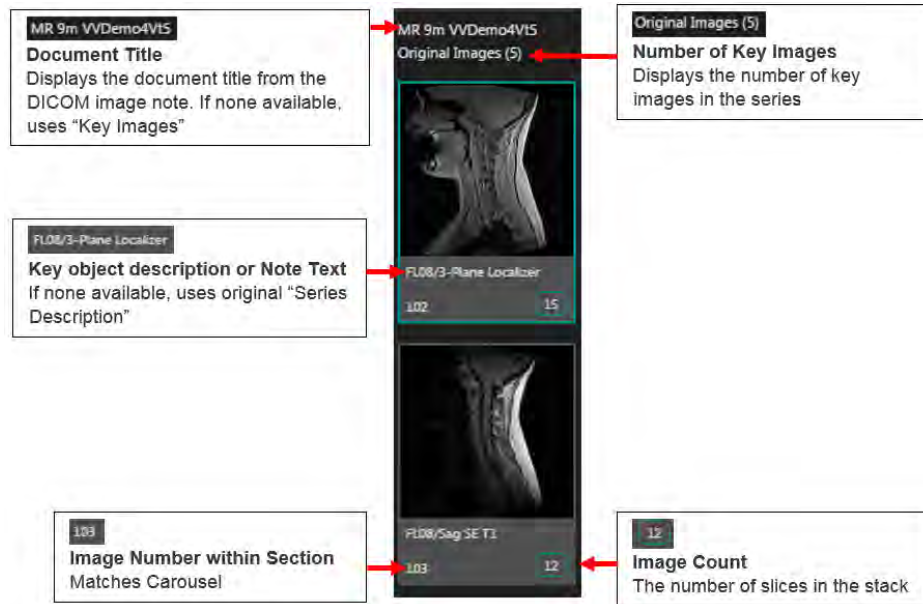 MR 9m VVDemo4Vt5
Document Title
Displays the document title from the
DICOM image note. If none available,
uses “Key Images”
MR 9m VVDemo4Vt5
Original Images (5)
Original Images (5)
Number of Key Images
Displays the number of key
images in the series
FL08/3-Plane Localizer
Key object description or Note Text
If none available, uses original “Series
Description”
FL08/3-Plane Localizer
102
15
FL08/Sag SE T1
103
12
103
Image Number within Section
Matches Carousel
12
Image Count
The number of slices in the stack